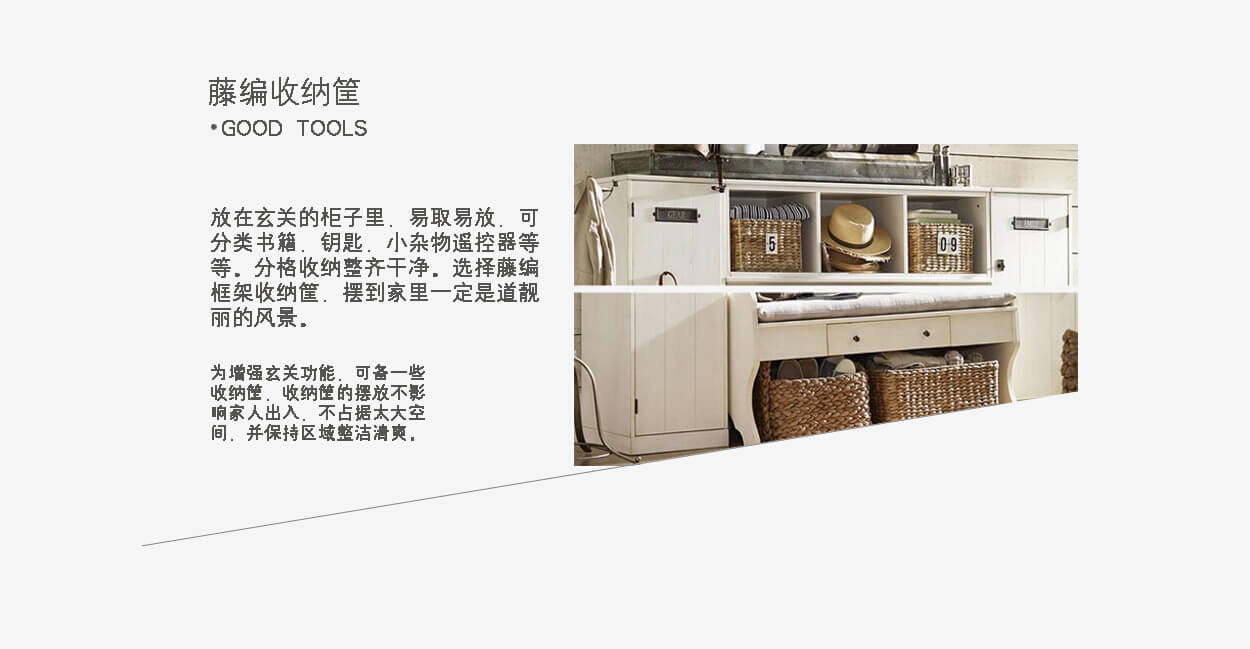 藤编收纳筐
•GOOD TOOLS
放在玄关的柜子里，易取易放，可
分类书籍，钥匙，小杂物遥控器等
等。分格收纳整齐干净。选择藤编
框架收纳筐，摆到家里一定是道靓
丽的风景。
为增强玄关功能，可备一些
收纳筐，收纳筐的摆放不影
响家人出入，不占据太大空
间，并保持区域整洁清爽。
GEAR
5
09